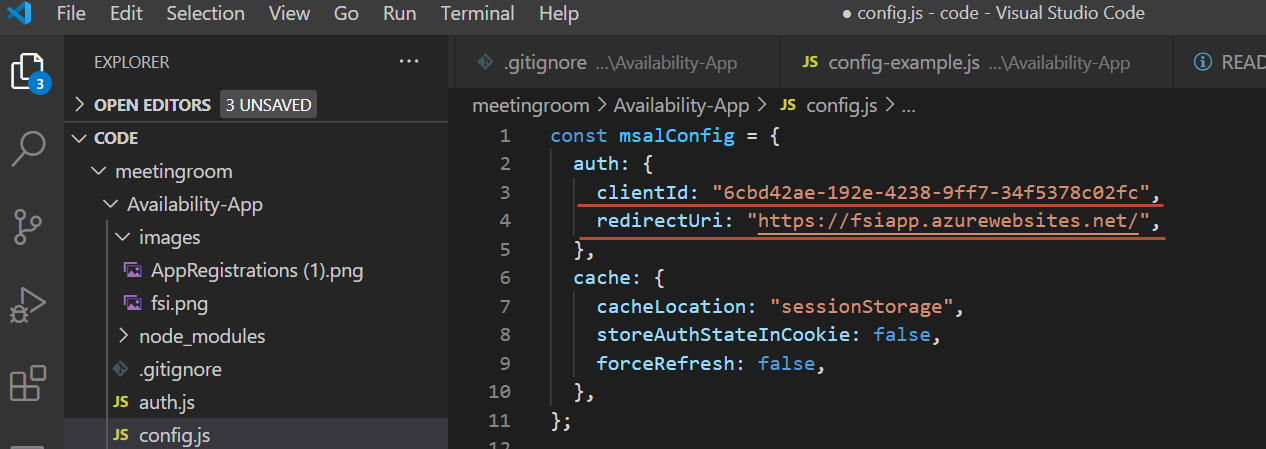 File Edit Selection View Go Run Terminal Help ● config.js - code - Visual Studio Code
3
EXPLORER ...
OPEN EDITORS 3 UNSAVED
CODE
meetingroom
Availability-App
images
AppRegistrations (1).png
fsi.png
node_modules
.gitignore
JS auth.js
JS config.js
.gitignore ...\Availability-App JS config-example.js ...\Availability-App READ
meetingroom > Availability-App > JS config.js > ...
1 const msalConfig = {
2 auth: {
3 clientId: "6cbd42ae-192e-4238-9ff7-34f5378c02fc",
4 redirectUri: "https://fsiapp.azurewebsites.net/",
5 },
6 cache: {
7 cacheLocation: "sessionStorage",
8 storeAuthStateInCookie: false,
9 forceRefresh: false,
10 },
11 };
12